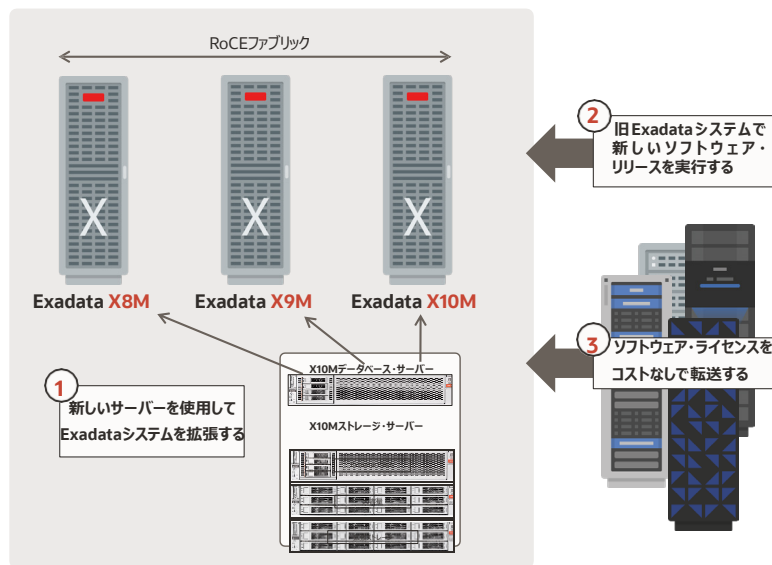 RoCEファブリック
X
X
X
Exadata X8M
Exadata X9M
Exadata X10M
1
新しいサーバーを使用して
Exadataシステムを拡張する
X10Mデータベース・サーバー
X10Mストレージ・サーバー
2
旧Exadataシステムで
新しいソフトウェア・
リリースを実行する
3
ソフトウェア・ライセンスを
コストなしで転送する